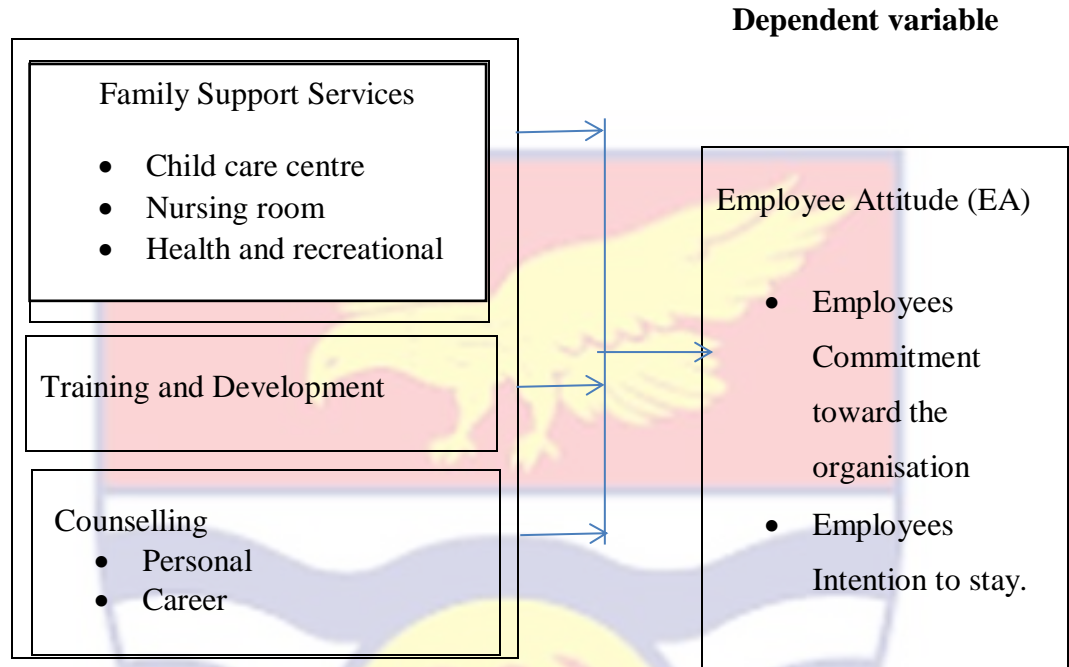 Dependent variable
Family Support Services
• Child care centre
• Nursing room
• Health and recreational
Training and Development
Counselling
• Personal
• Career
Employee Attitude (EA)
• Employees
Commitment
toward the
organisation
• Employees
Intention to stay.